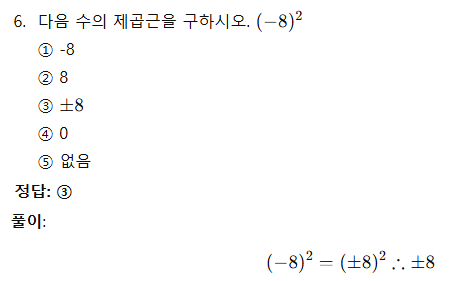 6. 다음 수의 제곱근을 구하시오. (−8)²
① -8
② 8
③ ±8
④ 0
⑤ 없음
정답: ③
풀이:
(−8)² = (±8)² ∴ ±8